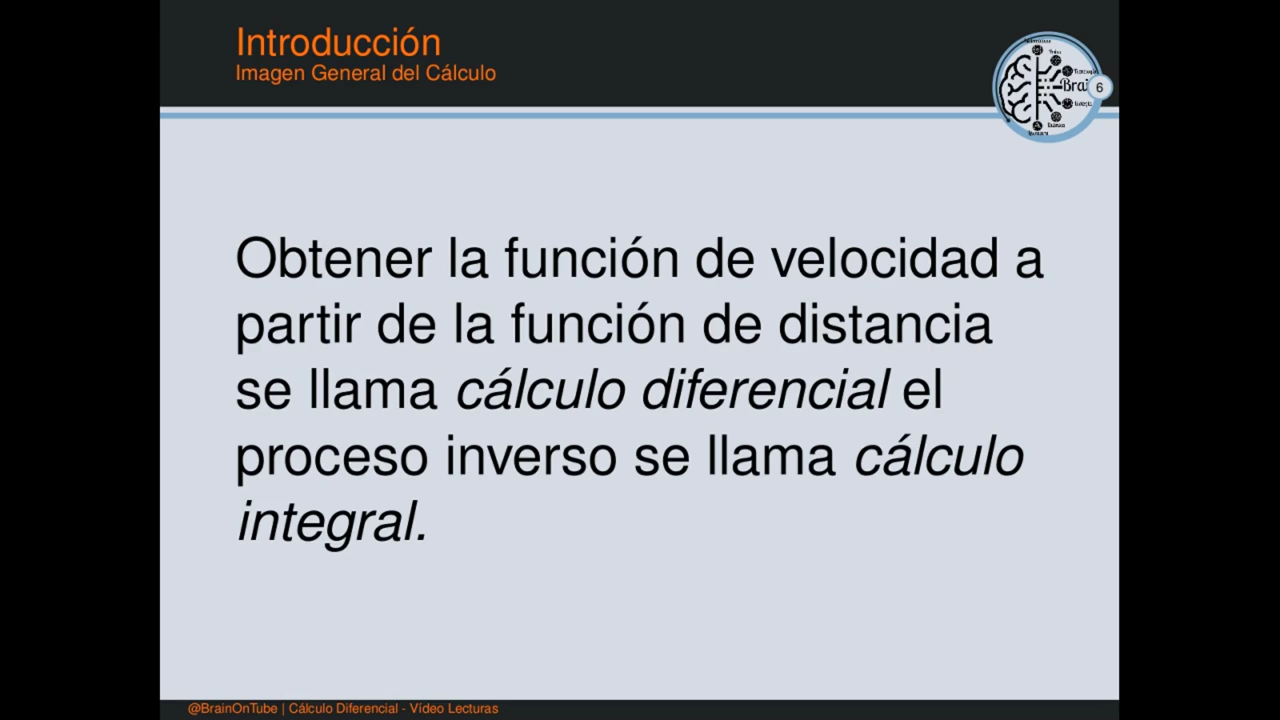 Introducción
Imagen General del Cálculo
6
Obtener la función de velocidad a
partir de la función de distancia
se llama cálculo diferencial el
proceso inverso se llama cálculo
integral.
@BrainOnTube | Cálculo Diferencial - Vídeo Lecturas